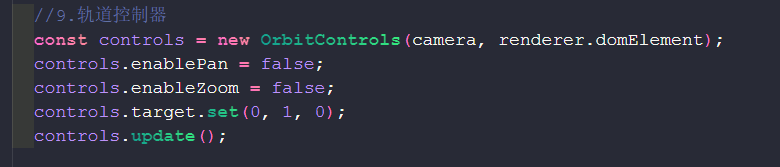 //9.轨道控制器
const controls = new OrbitControls(camera, renderer.domElement);
controls.enablePan = false;
controls.enableZoom = false;
controls.target.set(0, 1, 0);
controls.update();